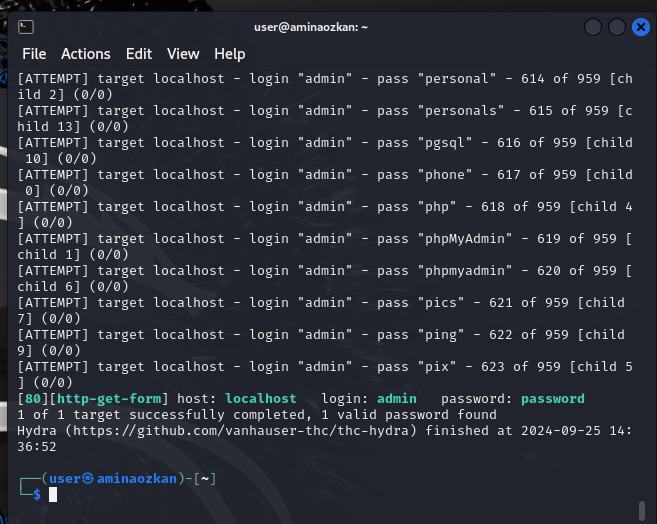 user@aminaozkan: ~
File Actions Edit View Help
[ATTEMPT] target localhost - login "admin" - pass "personal" - 614 of 959 [ch
ild 2] (0/0)
[ATTEMPT] target localhost - login "admin" - pass "personals" - 615 of 959 [c
hild 13] (0/0)
[ATTEMPT] target localhost - login "admin" - pass "pgsql" - 616 of 959 [child
 10] (0/0)
[ATTEMPT] target localhost - login "admin" - pass "phone" - 617 of 959 [child
 0] (0/0)
[ATTEMPT] target localhost - login "admin" - pass "php" - 618 of 959 [child 4
] (0/0)
[ATTEMPT] target localhost - login "admin" - pass "phpMyAdmin" - 619 of 959 [
child 1] (0/0)
[ATTEMPT] target localhost - login "admin" - pass "phpmyadmin" - 620 of 959 [
child 6] (0/0)
[ATTEMPT] target localhost - login "admin" - pass "pics" - 621 of 959 [child
7] (0/0)
[ATTEMPT] target localhost - login "admin" - pass "ping" - 622 of 959 [child
9] (0/0)
[ATTEMPT] target localhost - login "admin" - pass "pix" - 623 of 959 [child 5
] (0/0)
[80][http-get-form] host: localhost   login: admin   password: password
1 of 1 target successfully completed, 1 valid password found
Hydra (https://github.com/vanhauser-thc/thc-hydra) finished at 2024-09-25 14:
36:52
┌──(user㉿aminaozkan)-[~]
└─$